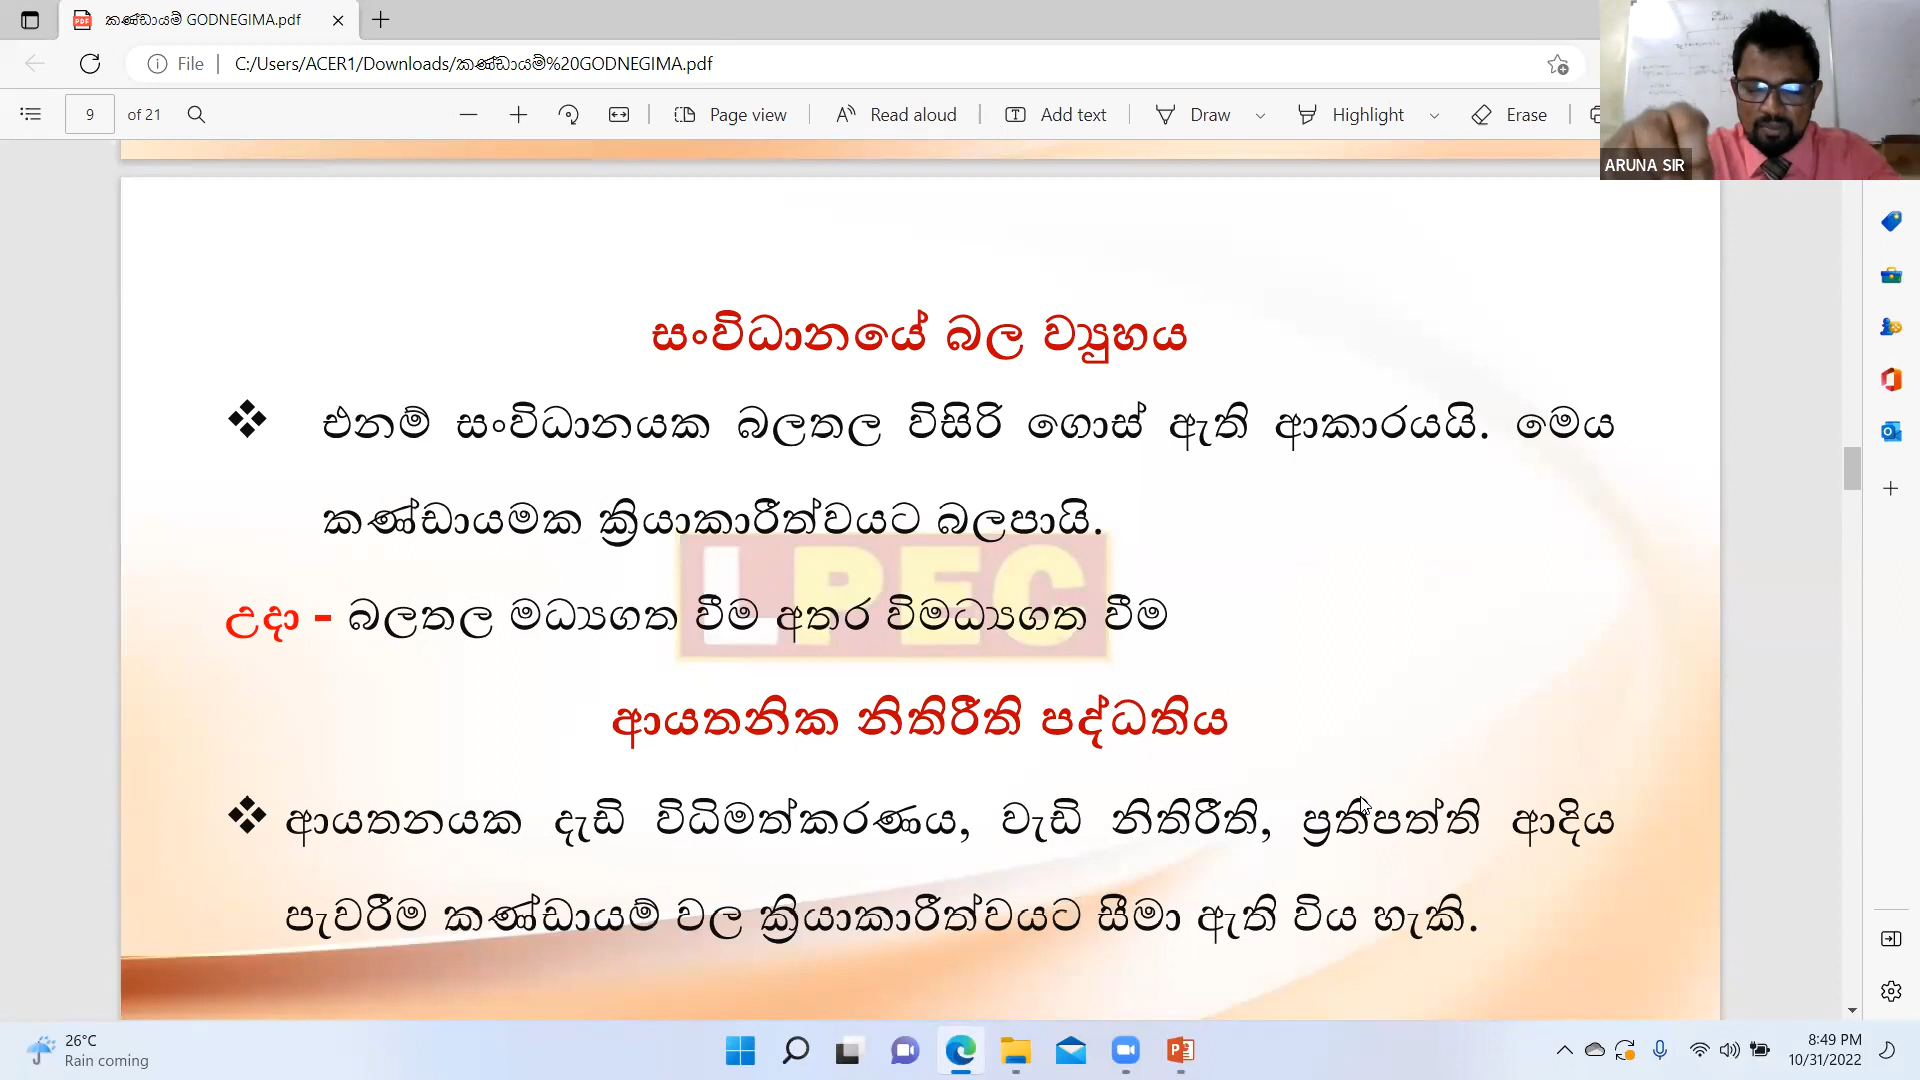 කණ්ඩායම් GODNEGIMA.pdf
File
C:/Users/ACER1/Downloads/කණ්ඩායම්%20GODNEGIMA.pdf
9 of 21
Page view
Read aloud
Add text
Draw
Highlight
Erase
ARUNA SIR
සංවිධානයේ බල ව්‍යුහය
❖ එනම් සංවිධානයක බලතල විසිරි ගොස් ඇති ආකාරයයි. මෙය
කණ්ඩායමක ක්‍රියාකාරීත්වයට බලපායි.
LPEC
උදා - බලතල මධ්‍යගත වීම අතර විමධ්‍යගත වීම
ආයතනික නිතිරීති පද්ධතිය
❖ ආයතනයක දැඩි විධිමත්කරණය, වැඩි නිතිරීති, ප්‍රතිපත්ති ආදිය
පැවරීම කණ්ඩායම් වල ක්‍රියාකාරීත්වයට සීමා ඇති විය හැකි.
26°C
Rain coming
8:49 PM
10/31/2022